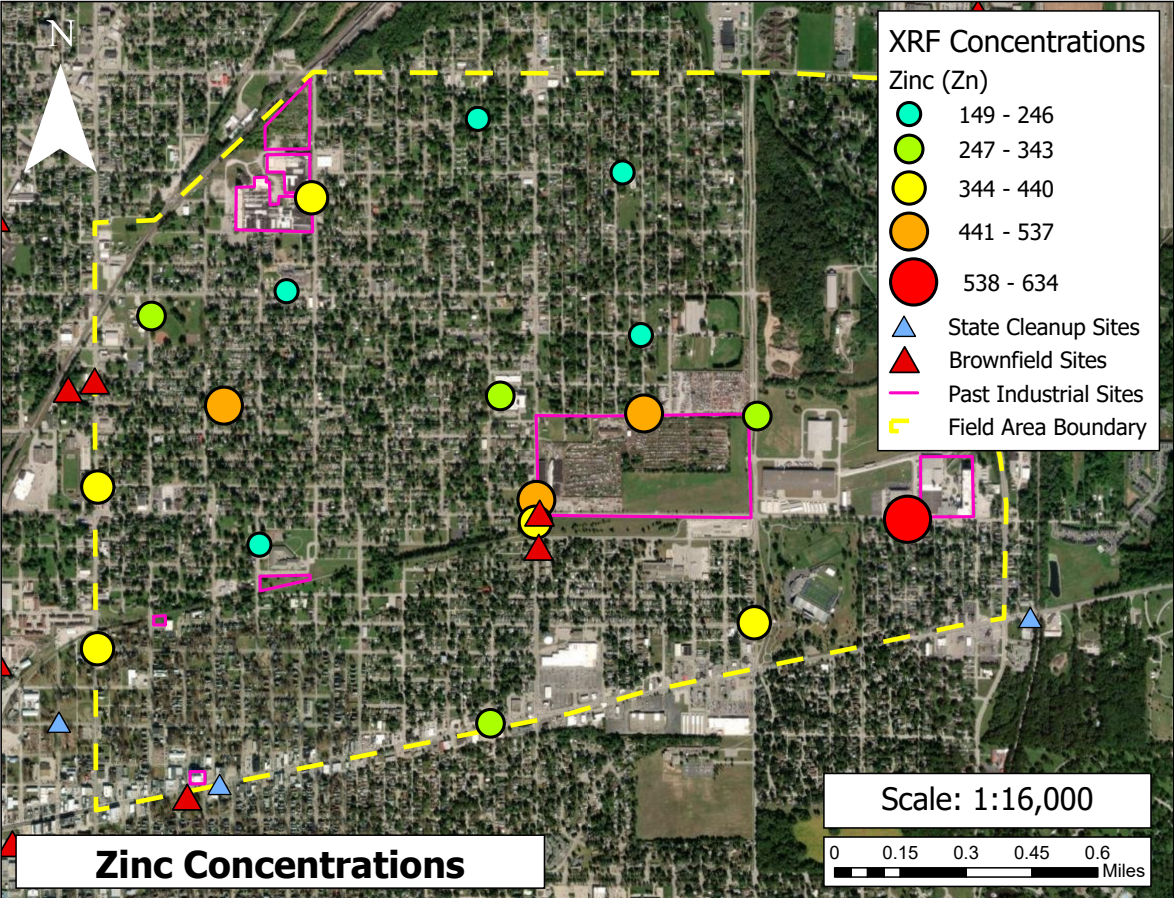 N
XRF Concentrations
Zinc (Zn)
149 - 246
247 - 343
344 - 440
441 - 537
538 - 634
State Cleanup Sites
Brownfield Sites
Past Industrial Sites
Field Area Boundary
Scale: 1:16,000
0 0.15 0.3 0.45 0.6
Miles
Zinc Concentrations